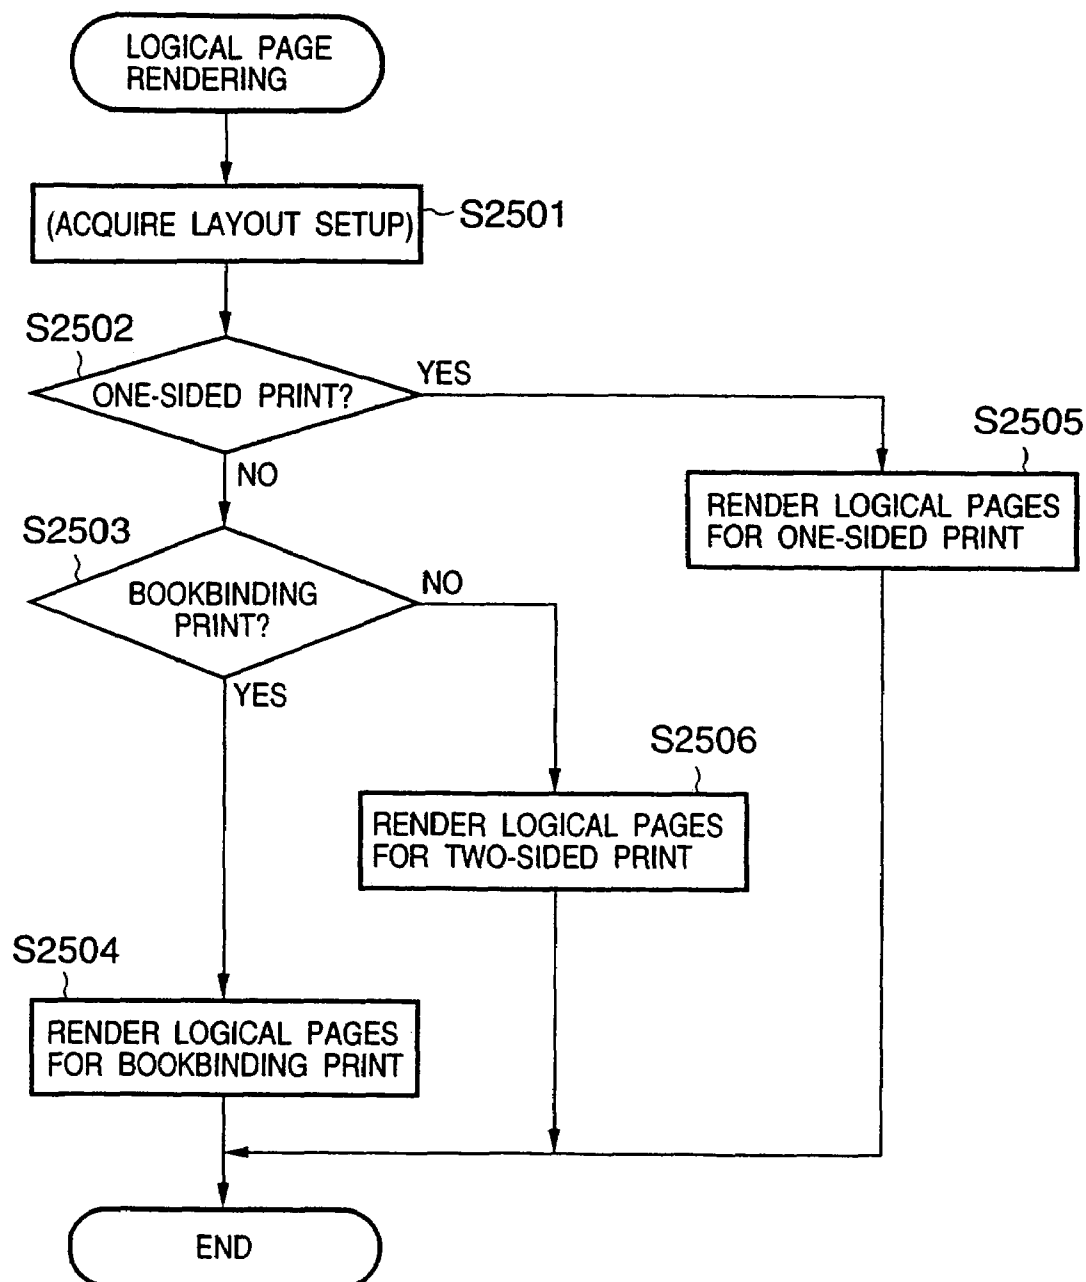 LOGICAL PAGE
RENDERING
(ACQUIRE LAYOUT SETUP)
S2501
S2502
ONE-SIDED PRINT?
YES
NO
S2505
RENDER LOGICAL PAGES
FOR ONE-SIDED PRINT
S2503
BOOKBINDING
PRINT?
NO
YES
S2506
RENDER LOGICAL PAGES
FOR TWO-SIDED PRINT
S2504
RENDER LOGICAL PAGES
FOR BOOKBINDING PRINT
END